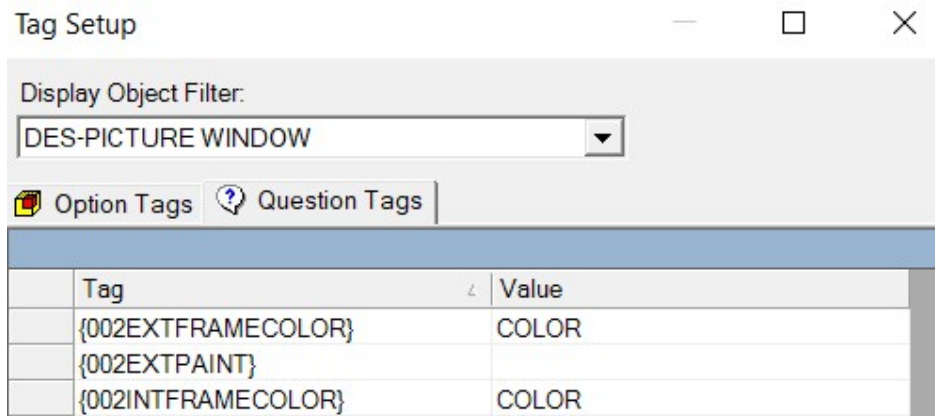 Tag Setup
Display Object Filter:
DES-PICTURE WINDOW
Option Tags Question Tags
Tag Value
{002EXTFRAMECOLOR} COLOR
{002EXTPAINT}
{002INTFRAMECOLOR} COLOR